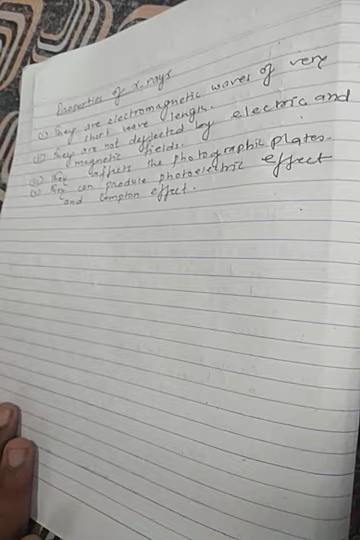 Properties of X-rays
(i) They are electromagnetic waves of very
short wave length.
(ii) They are not deflected by electric and
magnetic fields.
(iii) They affects the photographic plates.
(iv) They can produce photoelectric effect
and compton effect.